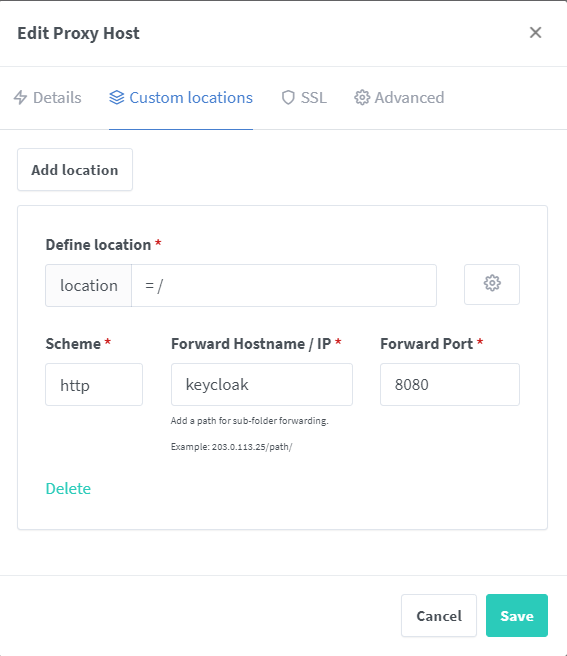 Edit Proxy Host
Details Custom locations SSL Advanced
Add location
Define location *
location = /
Scheme * Forward Hostname / IP * Forward Port *
http keycloak 8080
Add a path for sub-folder forwarding.
Example: 203.0.113.25/path/
Delete
Cancel Save